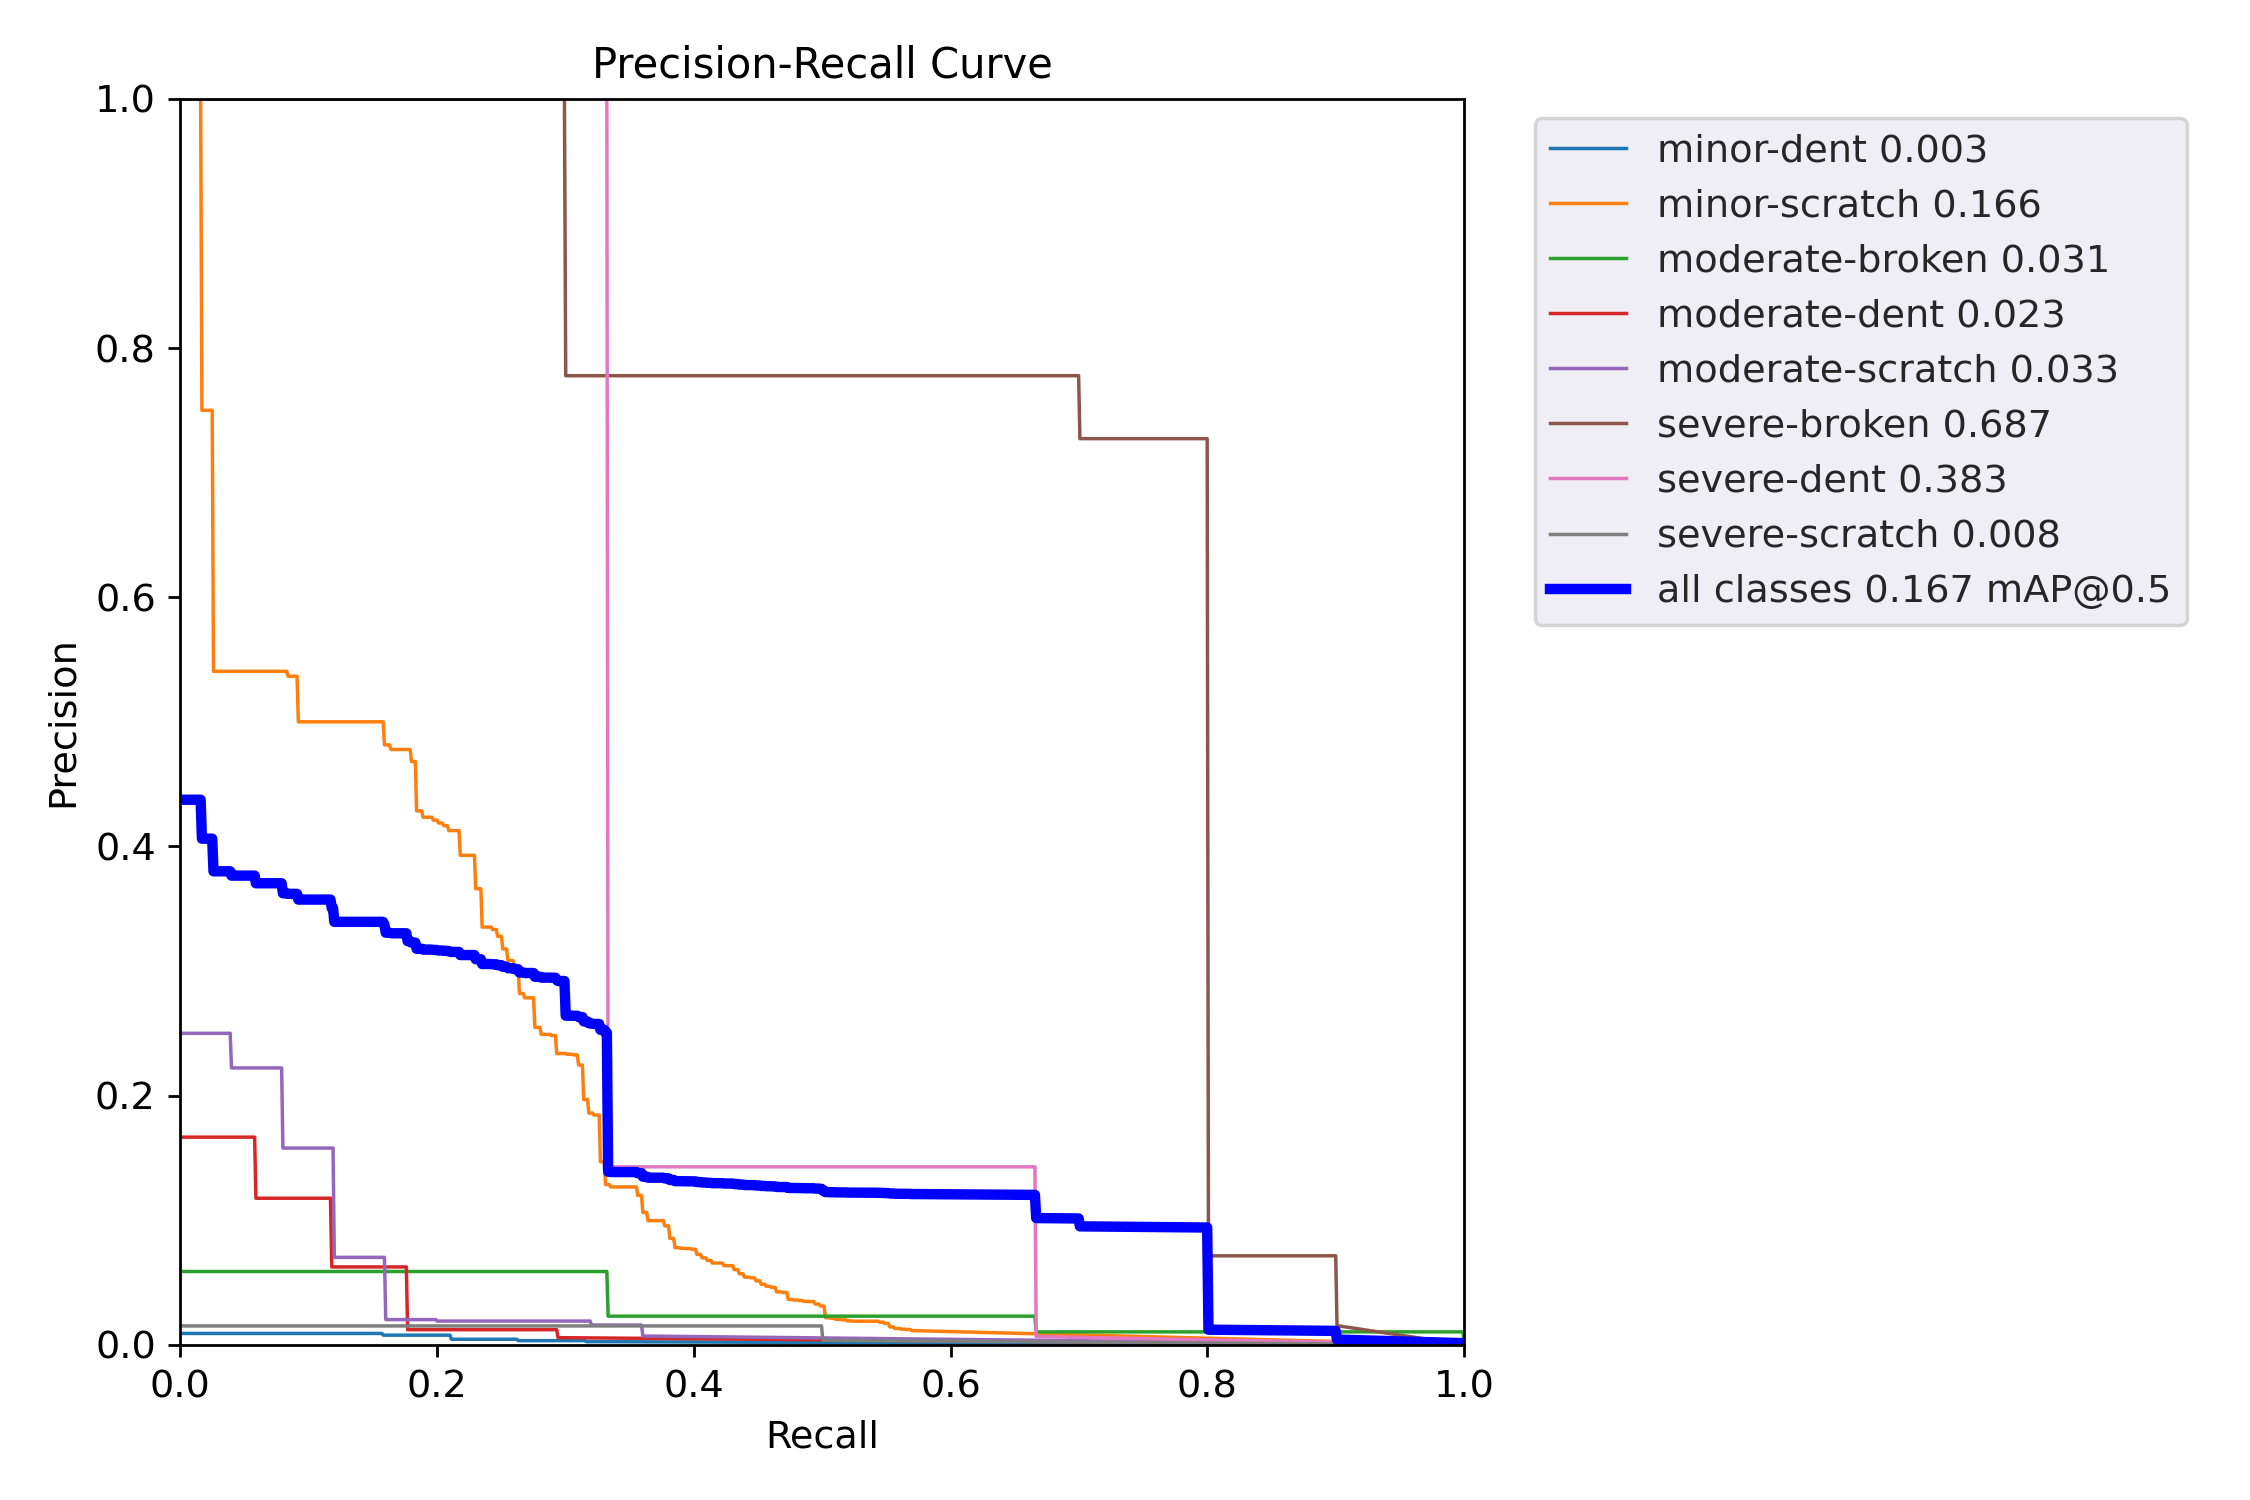 Precision-Recall Curve
1.0
0.8
0.6
0.4
0.2
0.0
Precision
0.0 0.2 0.4 0.6 0.8 1.0
Recall
minor-dent 0.003
minor-scratch 0.166
moderate-broken 0.031
moderate-dent 0.023
moderate-scratch 0.033
severe-broken 0.687
severe-dent 0.383
severe-scratch 0.008
all classes 0.167 mAP@0.5